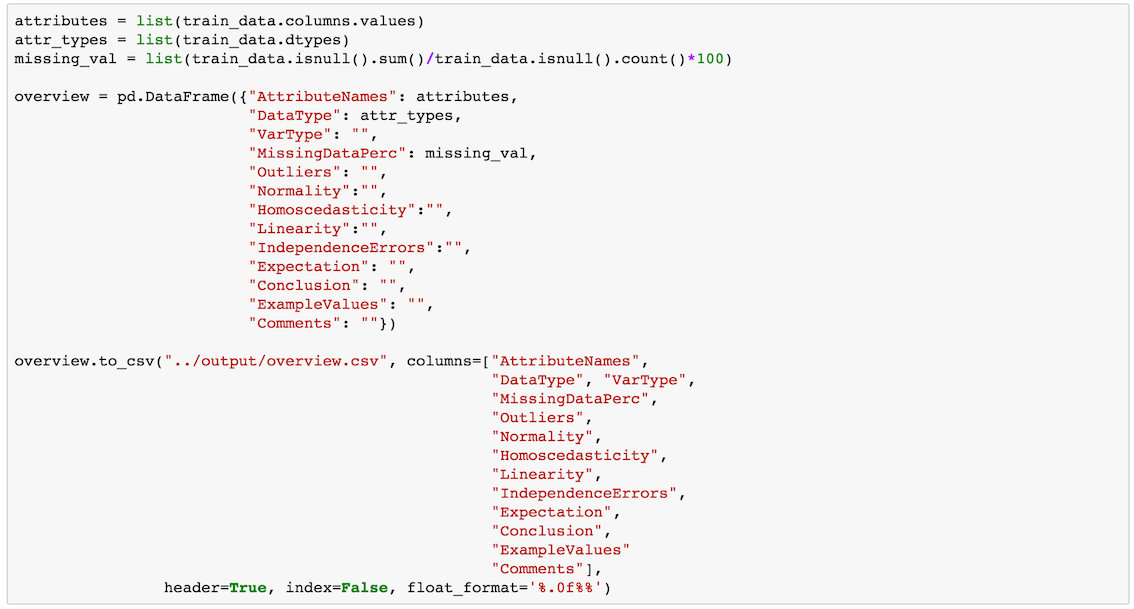 attributes = list(train_data.columns.values)
attr_types = list(train_data.dtypes)
missing_val = list(train_data.isnull().sum()/train_data.isnull().count()*100)
overview = pd.DataFrame({"AttributeNames": attributes,
"DataType": attr_types,
"VarType": "",
"MissingDataPerc": missing_val,
"Outliers": "",
"Normality":"",
"Homoscedasticity":"",
"Linearity":"",
"IndependenceErrors":"",
"Expectation": "",
"Conclusion": "",
"ExampleValues": "",
"Comments": ""})
overview.to_csv("../output/overview.csv", columns=["AttributeNames",
"DataType", "VarType",
"MissingDataPerc",
"Outliers",
"Normality",
"Homoscedasticity",
"Linearity",
"IndependenceErrors",
"Expectation",
"Conclusion",
"ExampleValues"
"Comments"],
header=True, index=False, float_format='%.0f%%')